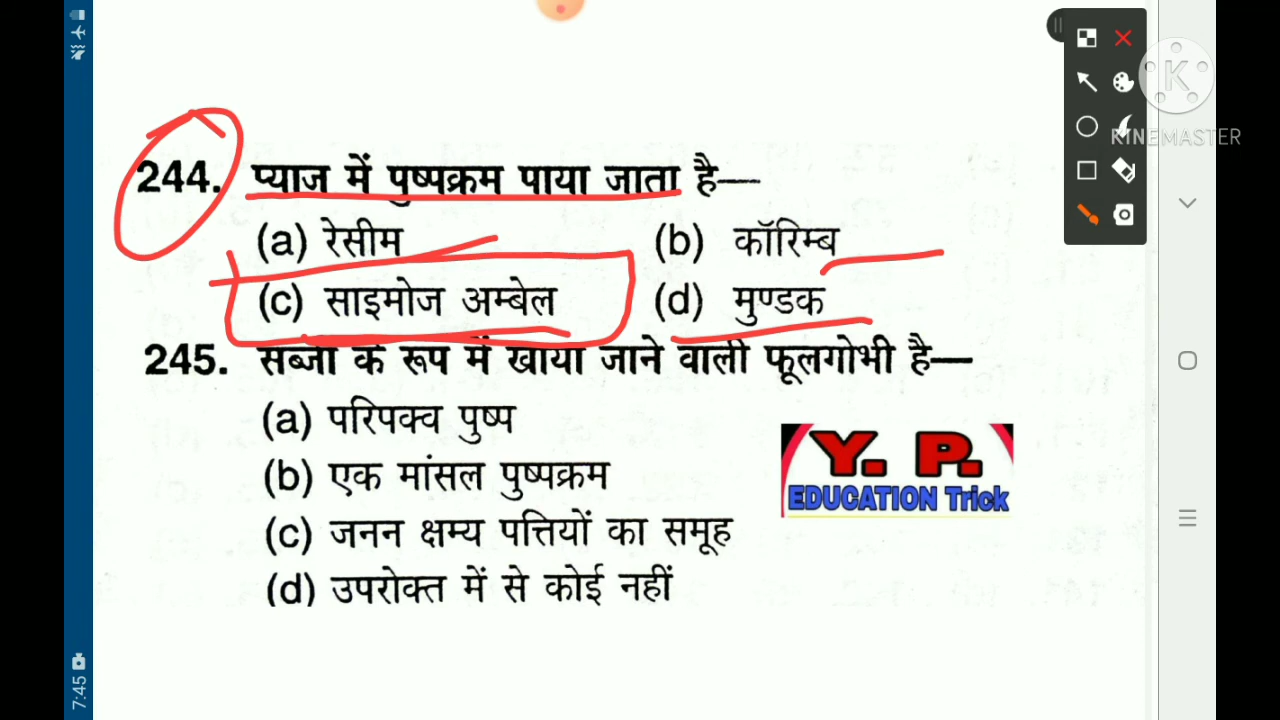 244. प्याज में पुष्पक्रम पाया जाता है—
(a) रेसीम (b) कॉरिम्ब
(c) साइमोज अम्बेल (d) मुण्डक
245. सब्जी के रूप में खाया जाने वाली फूलगोभी है—
(a) परिपक्व पुष्प
(b) एक मांसल पुष्पक्रम
(c) जनन क्षम्य पत्तियों का समूह
(d) उपरोक्त में से कोई नहीं
Y. P.
EDUCATION Trick
K
KINEMASTER
7:45